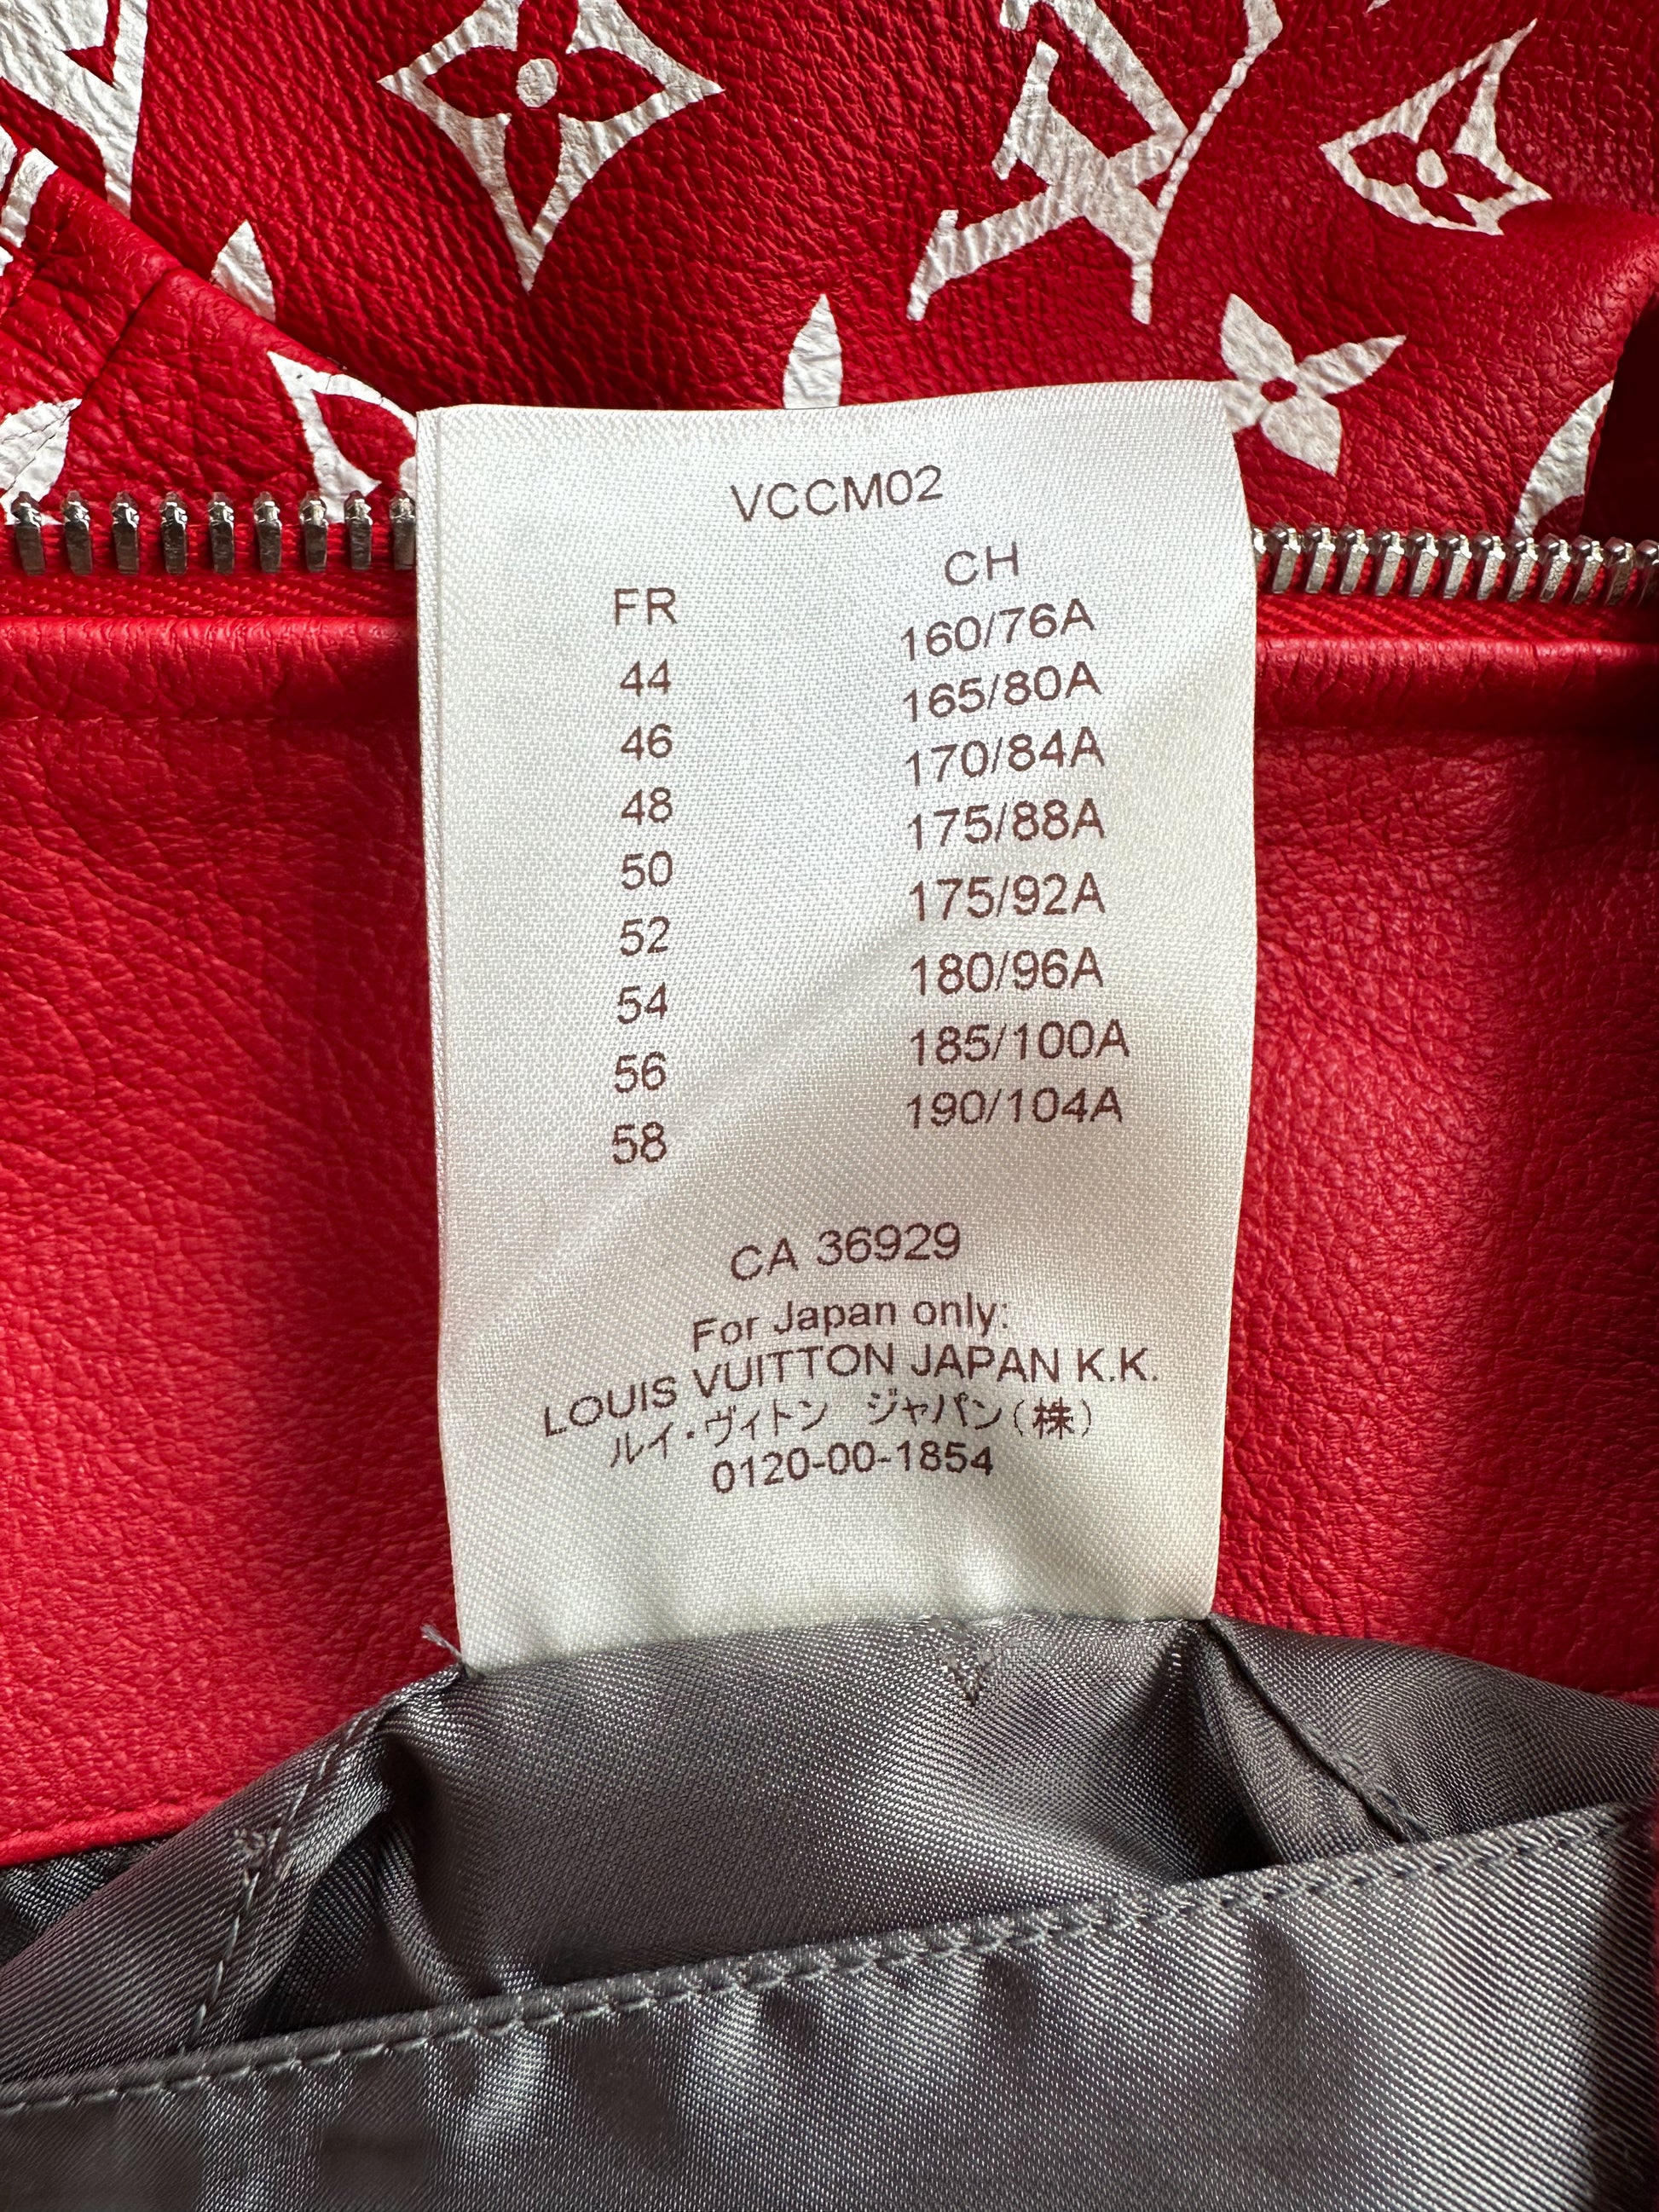 VCCM02
FR CH
44 160/76A
46 165/80A
48 170/84A
50 175/88A
52 175/92A
54 180/96A
56 185/100A
58 190/104A
CA 36929
For Japan only:
LOUIS VUITTON JAPAN K.K.
ルイ・ヴィトン ジャパン(株)
0120-00-1854